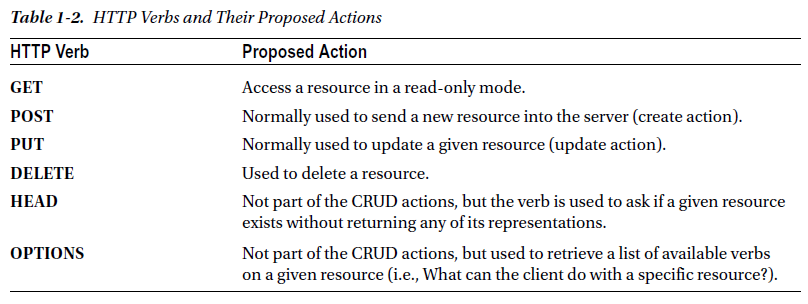 Table 1-2. HTTP Verbs and Their Proposed Actions
HTTP Verb Proposed Action
GET Access a resource in a read-only mode.
POST Normally used to send a new resource into the server (create action).
PUT Normally used to update a given resource (update action).
DELETE Used to delete a resource.
HEAD Not part of the CRUD actions, but the verb is used to ask if a given resource
exists without returning any of its representations.
OPTIONS Not part of the CRUD actions, but used to retrieve a list of available verbs
on a given resource (i.e., What can the client do with a specific resource?).